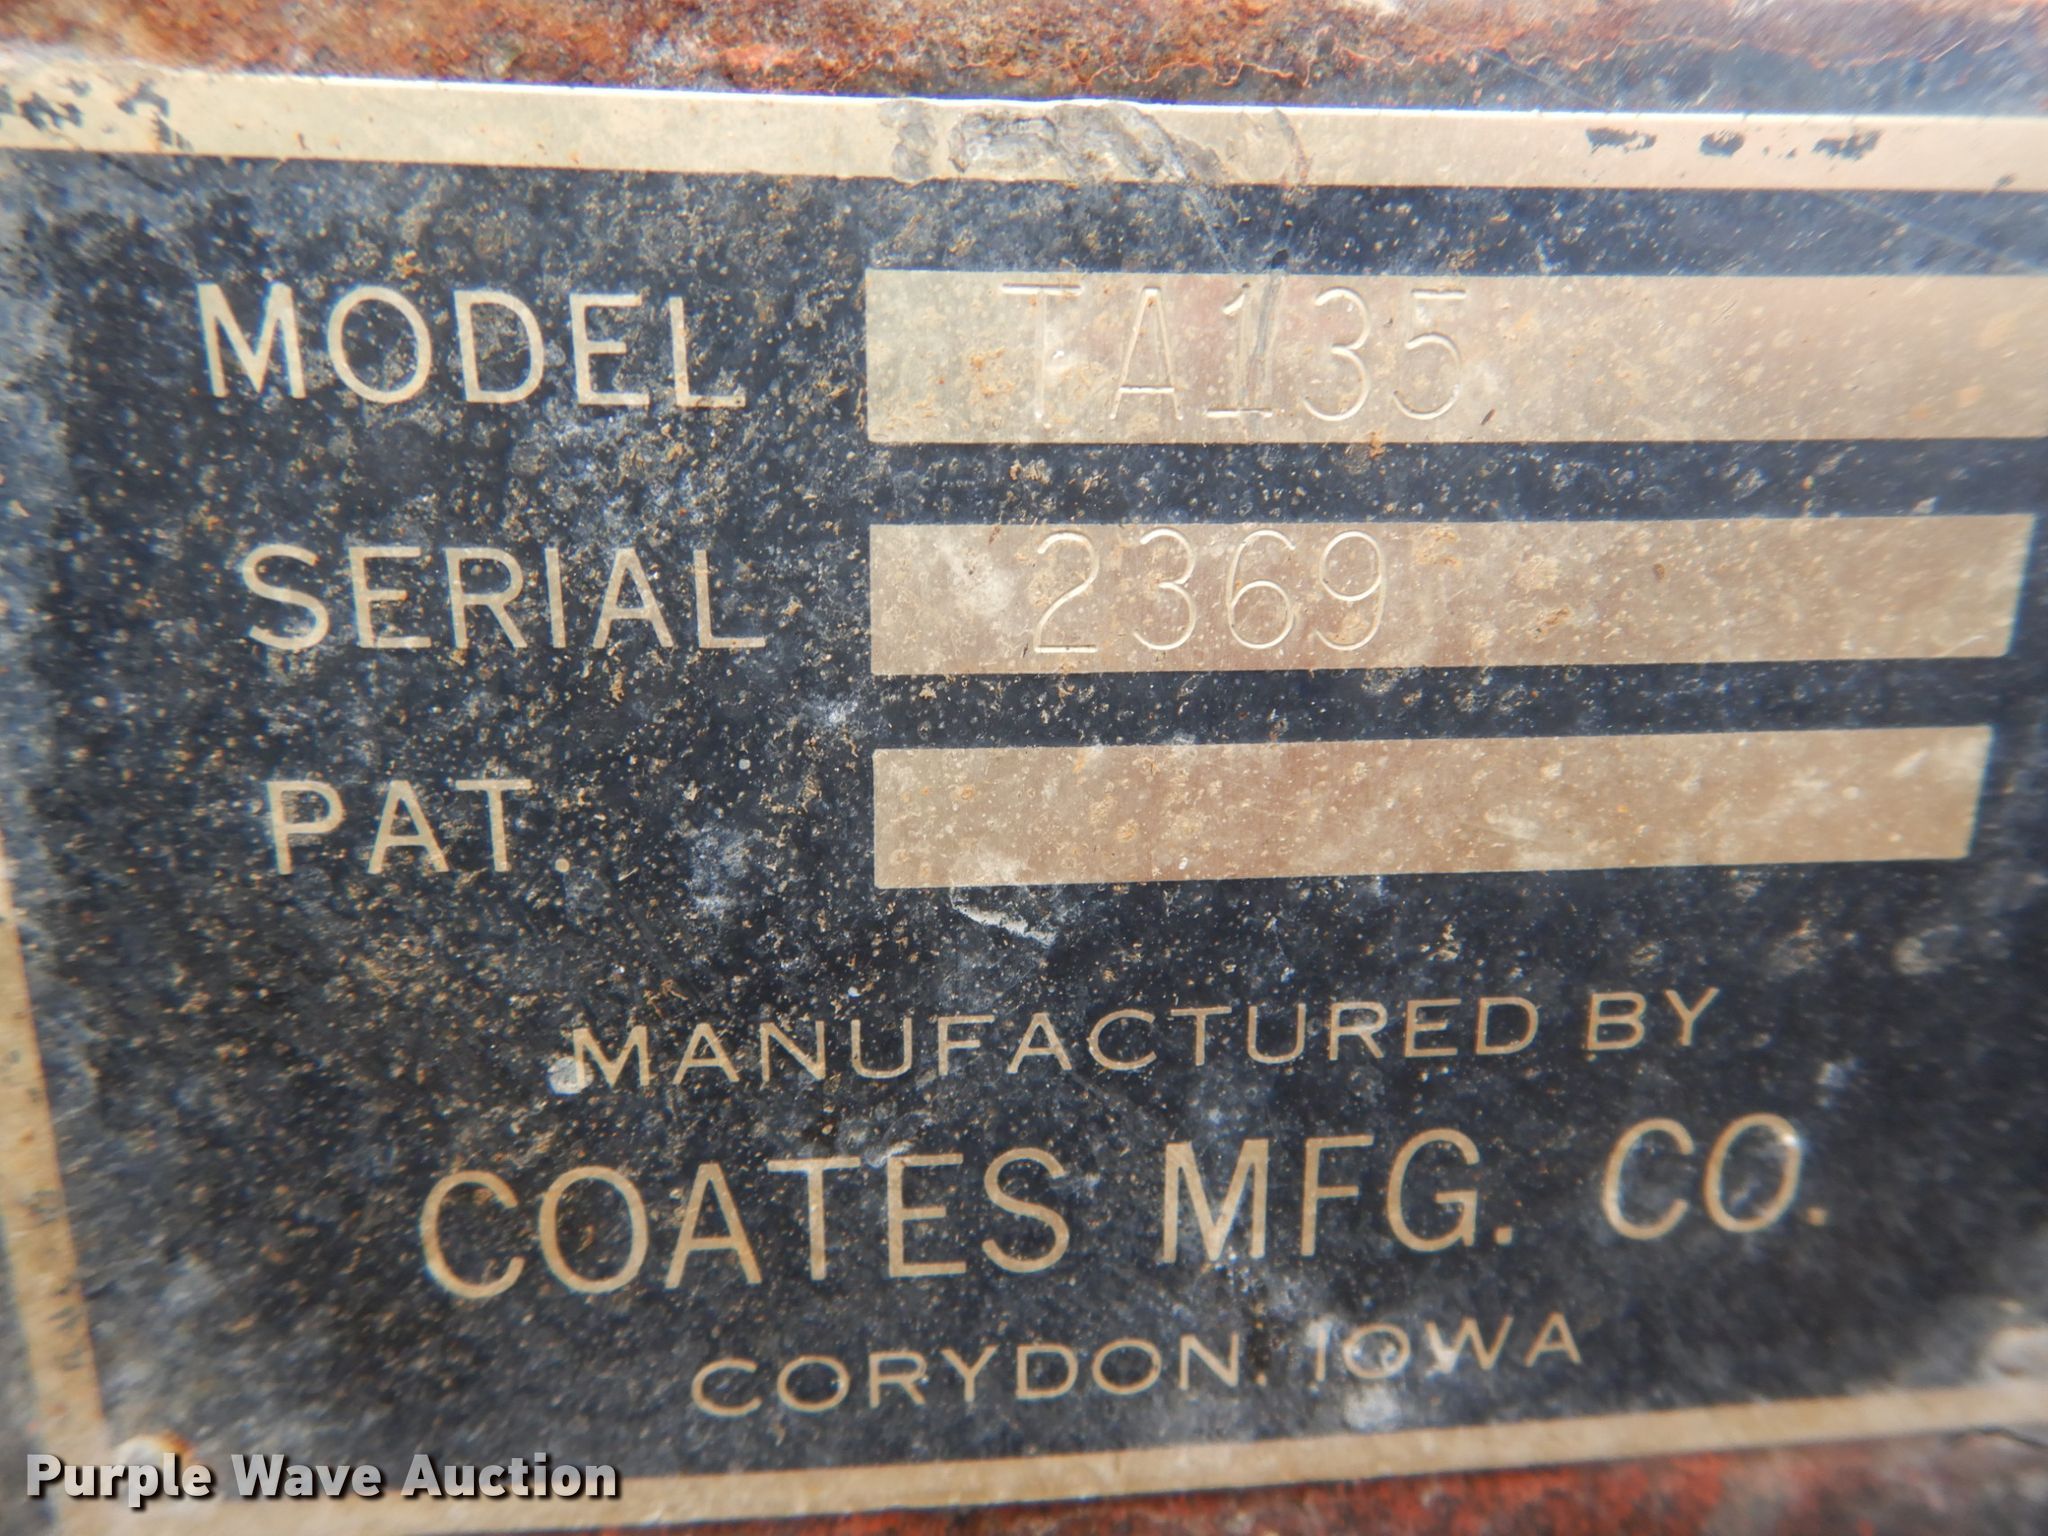 MODEL TA135
SERIAL 2369
PAT.
MANUFACTURED BY
COATES MFG. CO.
CORYDON, IOWA
Purple Wave Auction